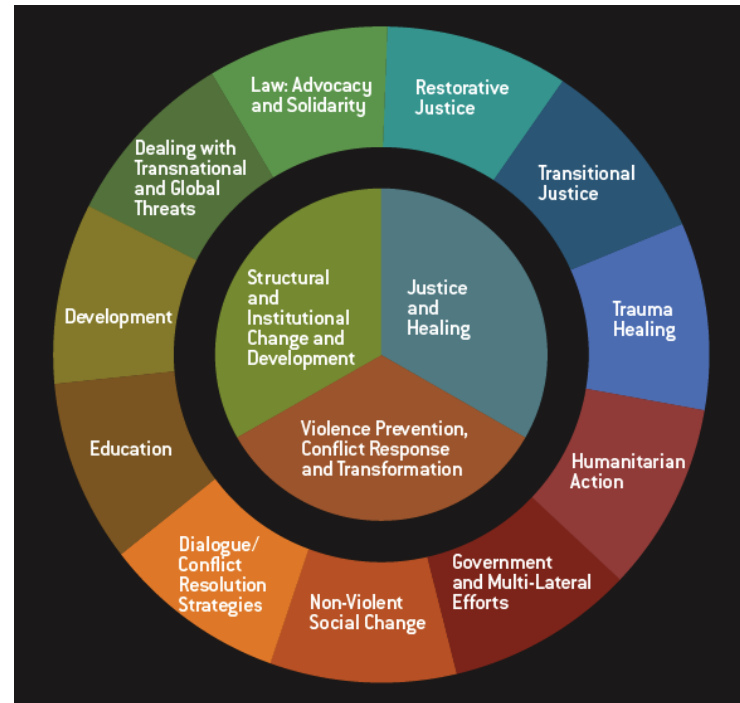 Law: Advocacy
and Solidarity
Restorative
Justice
Transitional
Justice
Trauma
Healing
Humanitarian
Action
Government
and Multi-Lateral
Efforts
Non-Violent
Social Change
Dialogue/
Conflict
Resolution
Strategies
Education
Development
Dealing with
Transnational
and Global
Threats
Structural
and
Institutional
Change and
Development
Justice
and
Healing
Violence Prevention,
Conflict Response
and Transformation